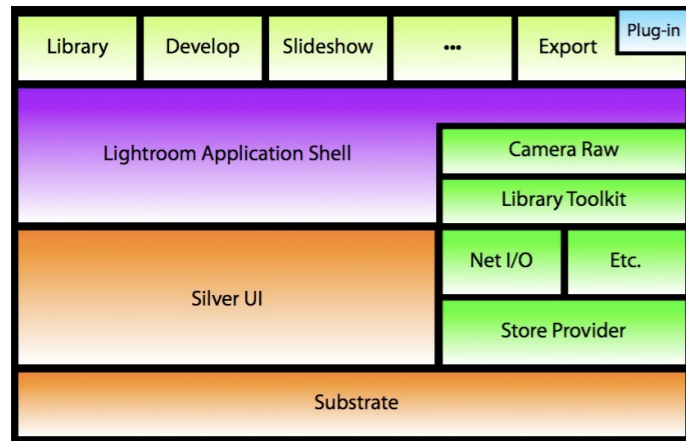 Library
Develop
Slideshow
...
Export
Plug-in
Lightroom Application Shell
Camera Raw
Library Toolkit
Silver UI
Net I/O
Etc.
Store Provider
Substrate